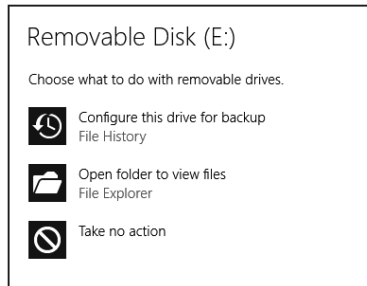 Removable Disk (E:)
Choose what to do with removable drives.
Configure this drive for backup
File History
Open folder to view files
File Explorer
Take no action